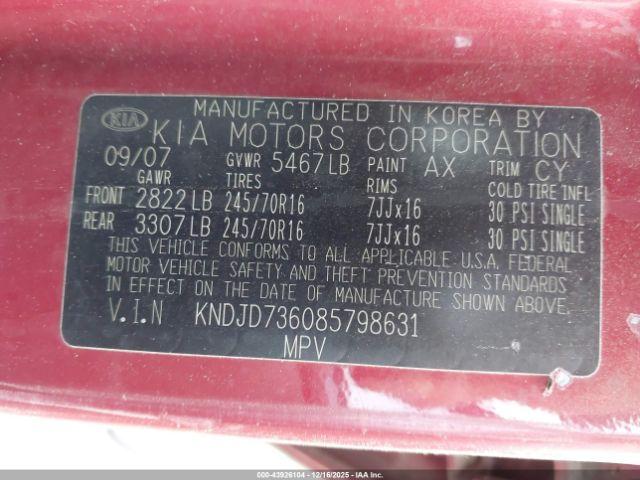 MANUFACTURED IN KOREA BY
KIA KIA MOTORS CORPORATION
09/07 GVWR 5467LB PAINT AX TRIM CY
GAWR TIRES RIMS COLD TIRE INFL
FRONT 2822LB 245/70R16 7JJx16 30 PSI SINGLE
REAR 3307LB 245/70R16 7JJx16 30 PSI SINGLE
THIS VEHICLE CONFORMS TO ALL APPLICABLE U.S.A. FEDERAL
MOTOR VEHICLE SAFETY AND THEFT PREVENTION STANDARDS
IN EFFECT ON THE DATE OF MANUFACTURE SHOWN ABOVE.
V.I.N KNDJD736085798631
MPV
000-43926104 - 12/16/2025 - IAAI.com